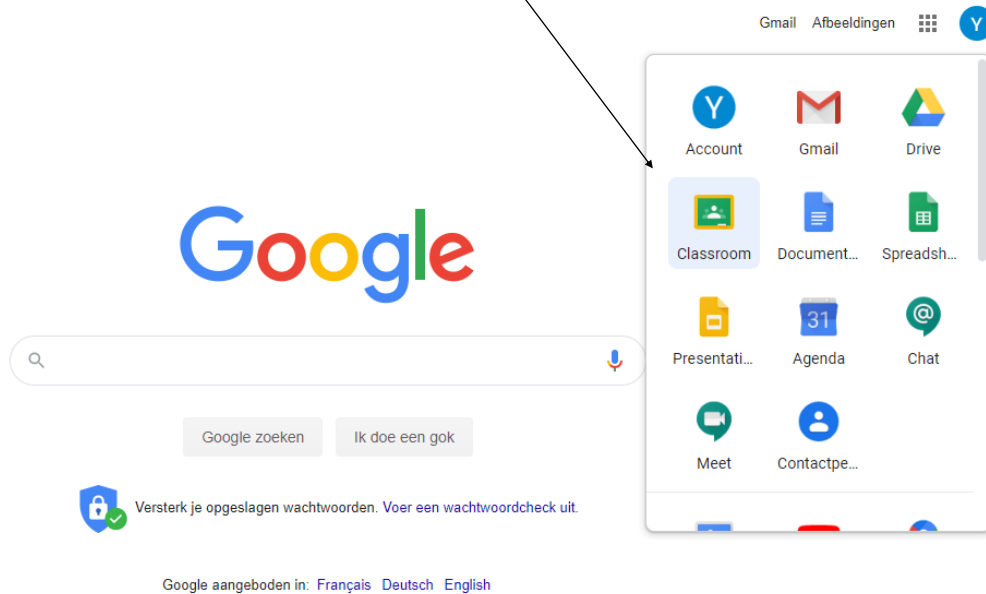 Gmail Afbeeldingen Y
Y
Account Gmail Drive
Classroom Document... Spreadsh...
31
Presentati... Agenda Chat
Meet Contactpe...
Google
Google zoeken Ik doe een gok
Versterk je opgeslagen wachtwoorden. Voer een wachtwoordcheck uit.
Google aangeboden in: Français Deutsch English